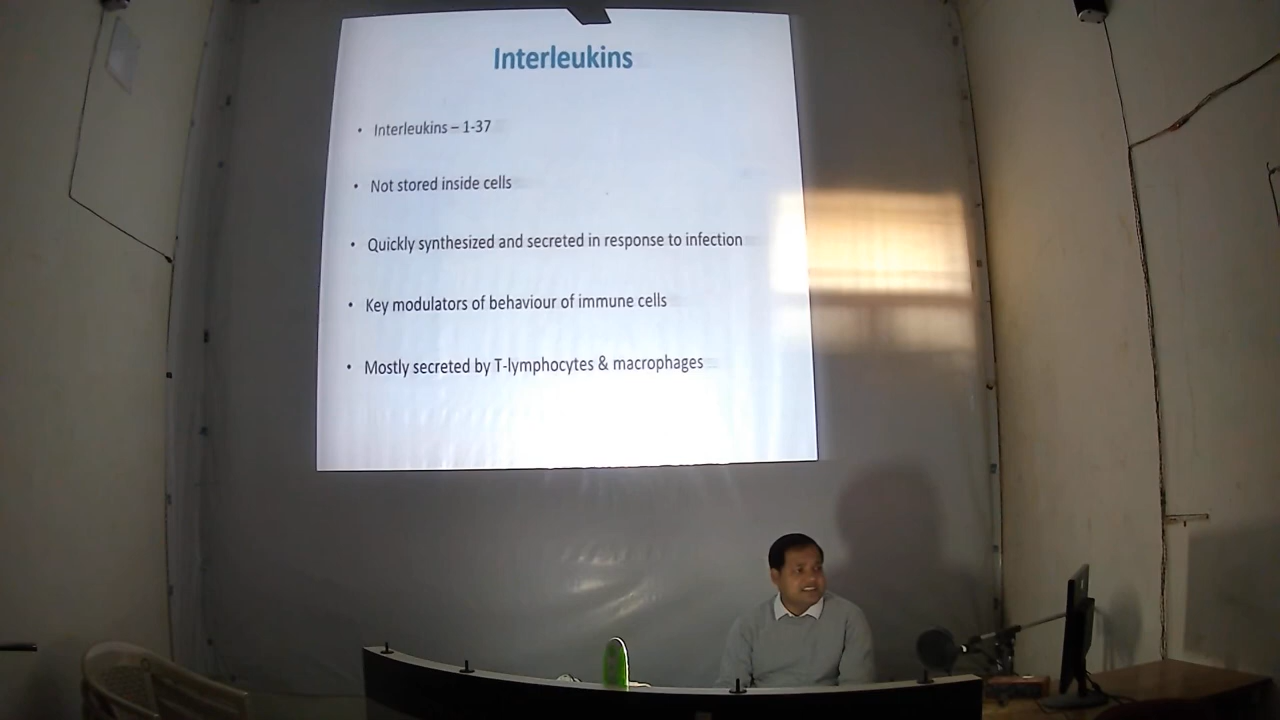 Interleukins
• Interleukins – 1-37
• Not stored inside cells
• Quickly synthesized and secreted in response to infection
• Key modulators of behaviour of immune cells
• Mostly secreted by T-lymphocytes & macrophages